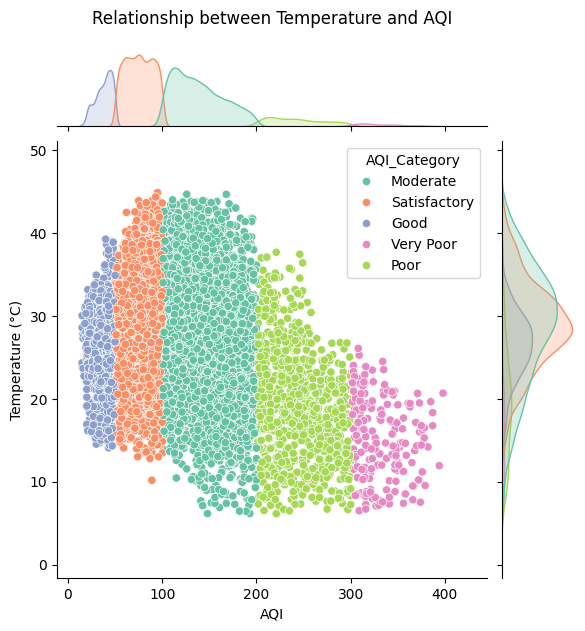 Relationship between Temperature and AQI
AQI_Category
Moderate
Satisfactory
Good
Very Poor
Poor
50
40
30
20
10
0
Temperature (°C)
0 100 200 300 400
AQI